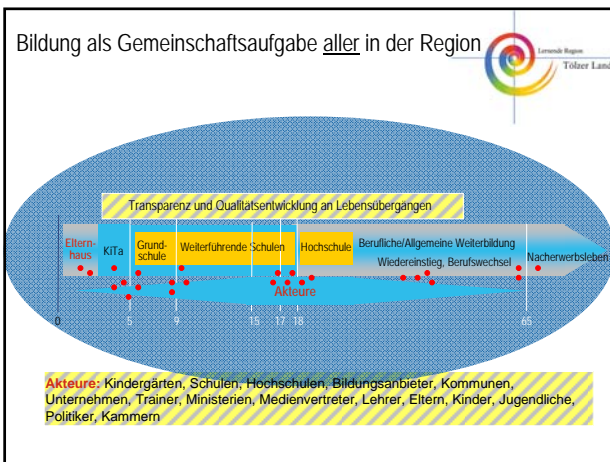 Bildung als Gemeinschaftsaufgabe aller in der Region
Lernende Region
Tölzer Land
Transparenz und Qualitätsentwicklung an Lebensübergängen
Eltern-
haus
KiTa
Grund-
schule
Weiterführende Schulen
Hochschule
Berufliche/Allgemeine Weiterbildung
Wiedereinstieg, Berufswechsel
Nacherwerbsleben
Akteure
0
5
9
15
17
18
65
Akteure: Kindergärten, Schulen, Hochschulen, Bildungsanbieter, Kommunen,
Unternehmen, Trainer, Ministerien, Medienvertreter, Lehrer, Eltern, Kinder, Jugendliche,
Politiker, Kammern